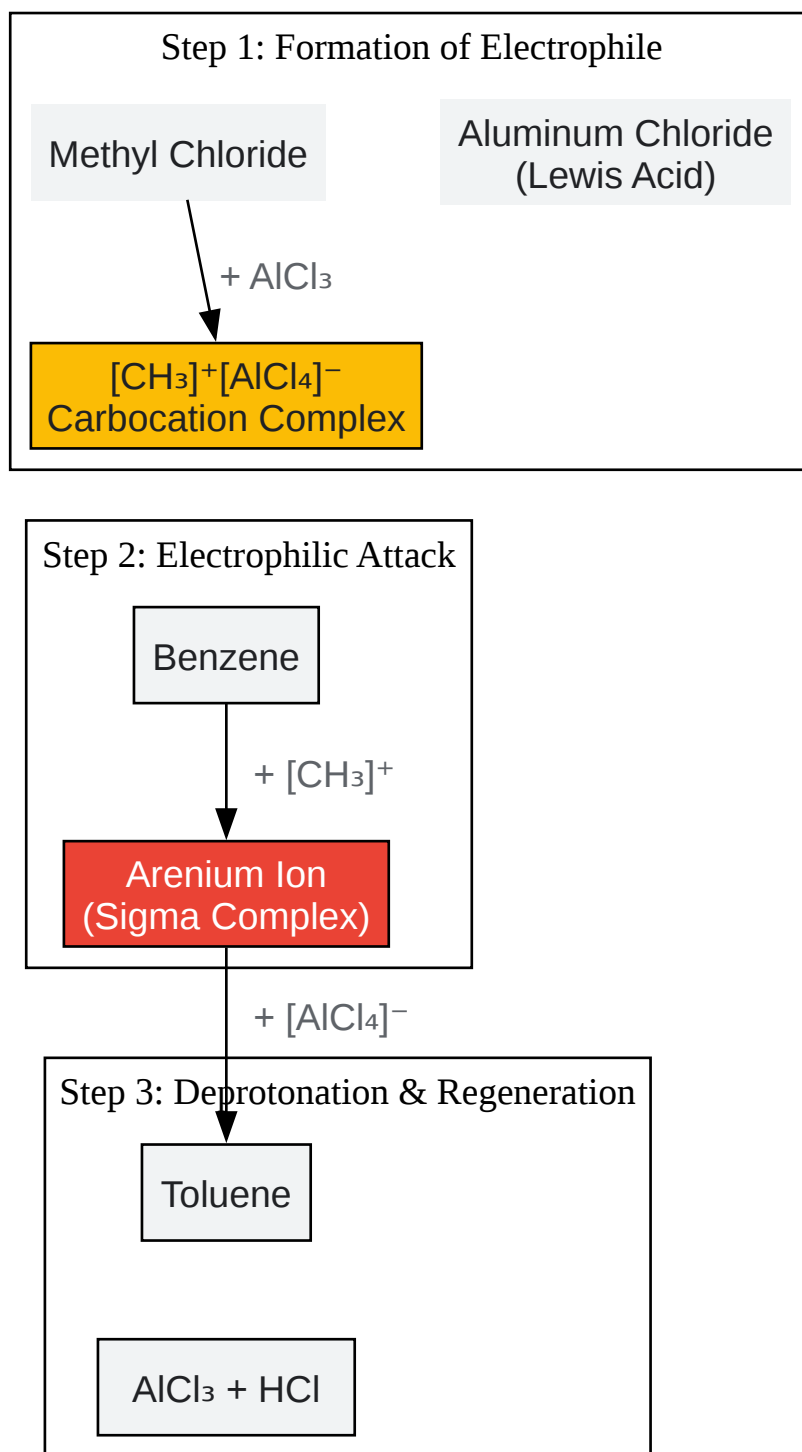 Step 1: Formation of Electrophile
Methyl Chloride
Aluminum Chloride
(Lewis Acid)
+ AlCl₃
[CH₃]⁺[AlCl₄]⁻
Carbocation Complex
Step 2: Electrophilic Attack
Benzene
+ [CH₃]⁺
Arenium Ion
(Sigma Complex)
+ [AlCl₄]⁻
Step 3: Deprotonation & Regeneration
Toluene
AlCl₃ + HCl